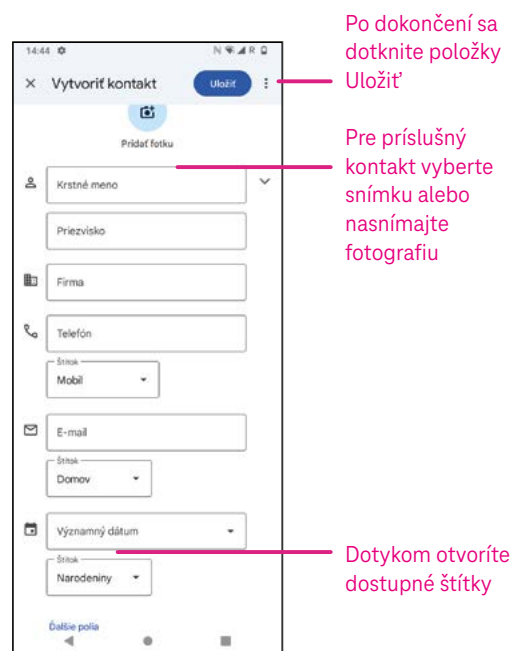 14:44 N R
Vytvoriť kontakt Uložiť
Pridať fotku
Krstné meno
Priezvisko
Firma
Telefón
Štítok
Mobil
E-mail
Štítok
Domov
Významný dátum
Štítok
Narodeniny
Ďalšie polia
Po dokončení sa
dotknite položky
Uložiť
Pre príslušný
kontakt vyberte
snímku alebo
nasnímajte
fotografiu
Dotykom otvoríte
dostupné štítky